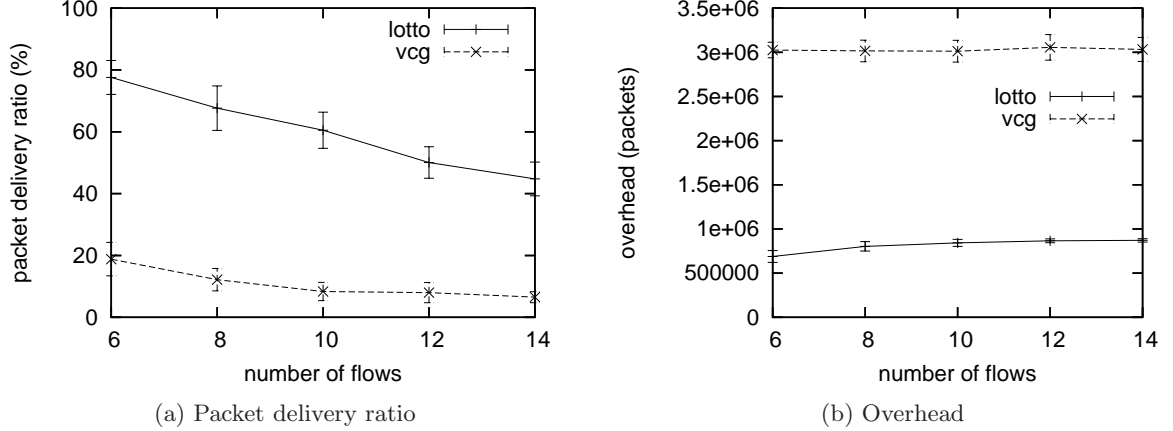 100
80
60
40
20
0
6
8
10
12
14
packet delivery ratio (%)
number of flows
lotto
vcg
(a) Packet delivery ratio
3.5e+06
3e+06
2.5e+06
2e+06
1.5e+06
1e+06
500000
0
6
8
10
12
14
overhead (packets)
number of flows
lotto
vcg
(b) Overhead